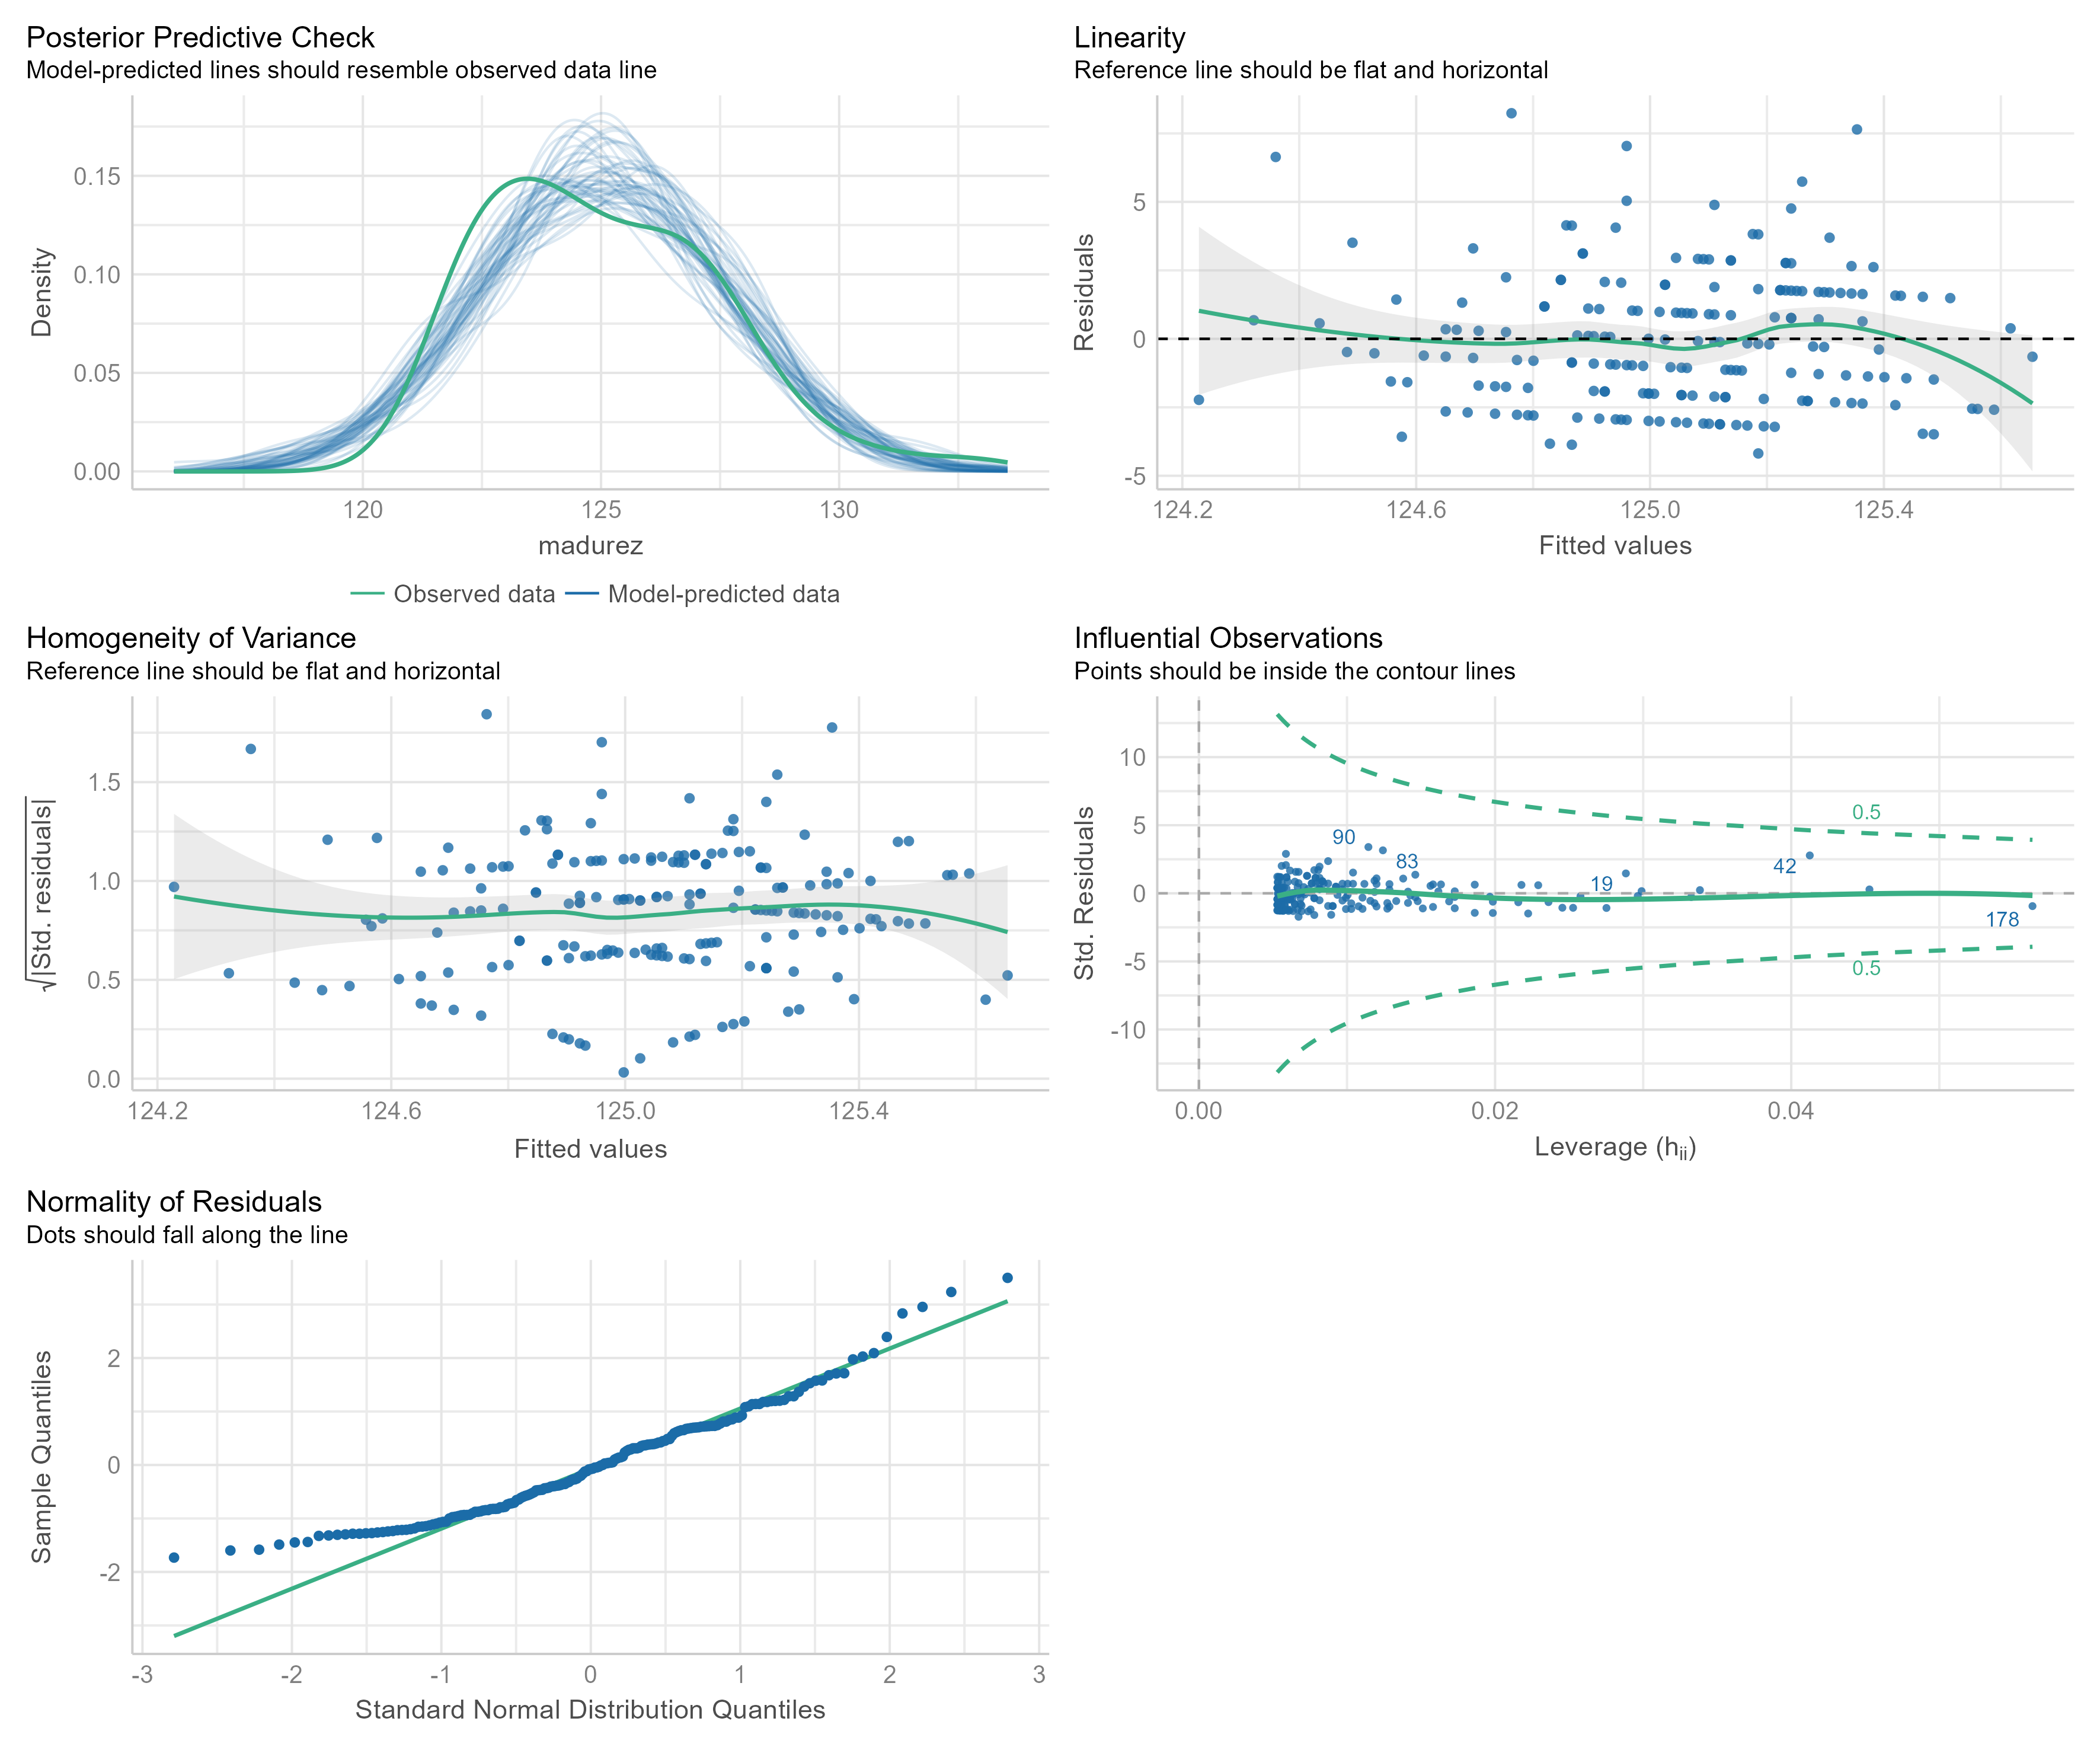 Posterior Predictive Check
Model-predicted lines should resemble observed data line
Density
0.15
0.10
0.05
0.00
120 125 130
madurez
Observed data Model-predicted data
Linearity
Reference line should be flat and horizontal
Residuals
5
0
-5
124.2 124.6 125.0 125.4
Fitted values
Homogeneity of Variance
Reference line should be flat and horizontal
√|Std. residuals|
1.5
1.0
0.5
0.0
124.2 124.6 125.0 125.4
Fitted values
Influential Observations
Points should be inside the contour lines
Std. Residuals
10
5
0
-5
-10
0.5
90
83
42
19
178
0.5
0.00 0.02 0.04
Leverage (hii)
Normality of Residuals
Dots should fall along the line
Sample Quantiles
2
0
-2
-3 -2 -1 0 1 2 3
Standard Normal Distribution Quantiles